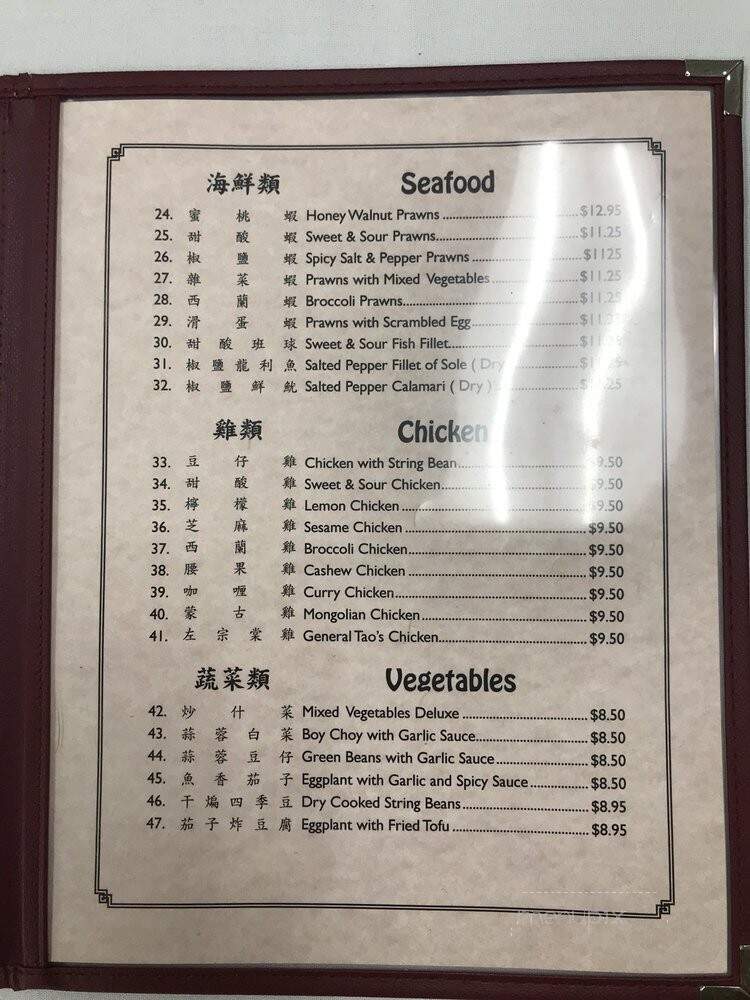 海鮮類 Seafood
24. 蜜桃蝦 Honey Walnut Prawns $12.95
25. 甜酸蝦 Sweet & Sour Prawns $11.25
26. 椒鹽蝦 Spicy Salt & Pepper Prawns $1125
27. 雜菜蝦 Prawns with Mixed Vegetables $11.25
28. 西蘭蝦 Broccoli Prawns $11.25
29. 滑蛋蝦 Prawns with Scrambled Egg
30. 甜酸班球 Sweet & Sour Fish Fillet
31. 椒鹽龍利魚 Salted Pepper Fillet of Sole ( Dry
32. 椒鹽鮮魷 Salted Pepper Calamari ( Dry )
雞類 Chicken
33. 豆仔雞 Chicken with String Bean 9.50
34. 甜酸雞 Sweet & Sour Chicken $9.50
35. 檸檬雞 Lemon Chicken $9.50
36. 芝麻雞 Sesame Chicken $9.50
37. 西蘭雞 Broccoli Chicken $9.50
38. 腰果雞 Cashew Chicken $9.50
39. 咖喱雞 Curry Chicken $9.50
40. 蒙古雞 Mongolian Chicken $9.50
41. 左宗棠雞 General Tao's Chicken $9.50
蔬菜類 Vegetables
42. 炒什菜 Mixed Vegetables Deluxe $8.50
43. 蒜蓉白菜 Boy Choy with Garlic Sauce $8.50
44. 蒜蓉豆仔 Green Beans with Garlic Sauce $8.50
45. 魚香茄子 Eggplant with Garlic and Spicy Sauce $8.50
46. 干煸四季豆 Dry Cooked String Beans $8.95
47. 茄子炸豆腐 Eggplant with Fried Tofu $8.95